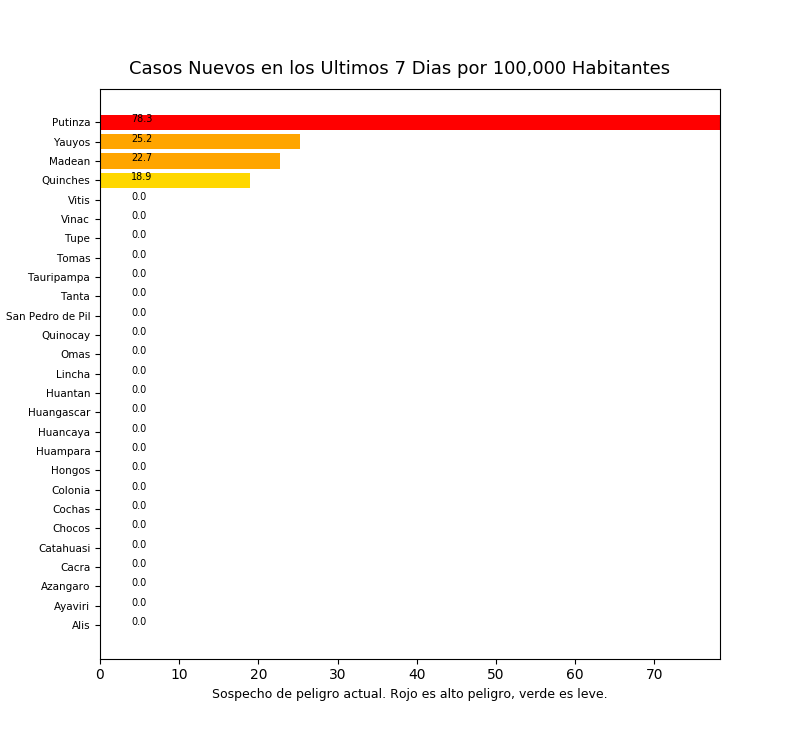 Casos Nuevos en los Ultimos 7 Dias por 100,000 Habitantes
Putinza 78.3
Yauyos 25.2
Madean 22.7
Quinches 18.9
Vitis 0.0
Vinac 0.0
Tupe 0.0
Tomas 0.0
Tauripampa 0.0
Tanta 0.0
San Pedro de Pil 0.0
Quinocay 0.0
Omas 0.0
Lincha 0.0
Huantan 0.0
Huangascar 0.0
Huancaya 0.0
Huampara 0.0
Hongos 0.0
Colonia 0.0
Cochas 0.0
Chocos 0.0
Catahuasi 0.0
Cacra 0.0
Azangaro 0.0
Ayaviri 0.0
Alis 0.0
0 10 20 30 40 50 60 70
Sospecho de peligro actual. Rojo es alto peligro, verde es leve.